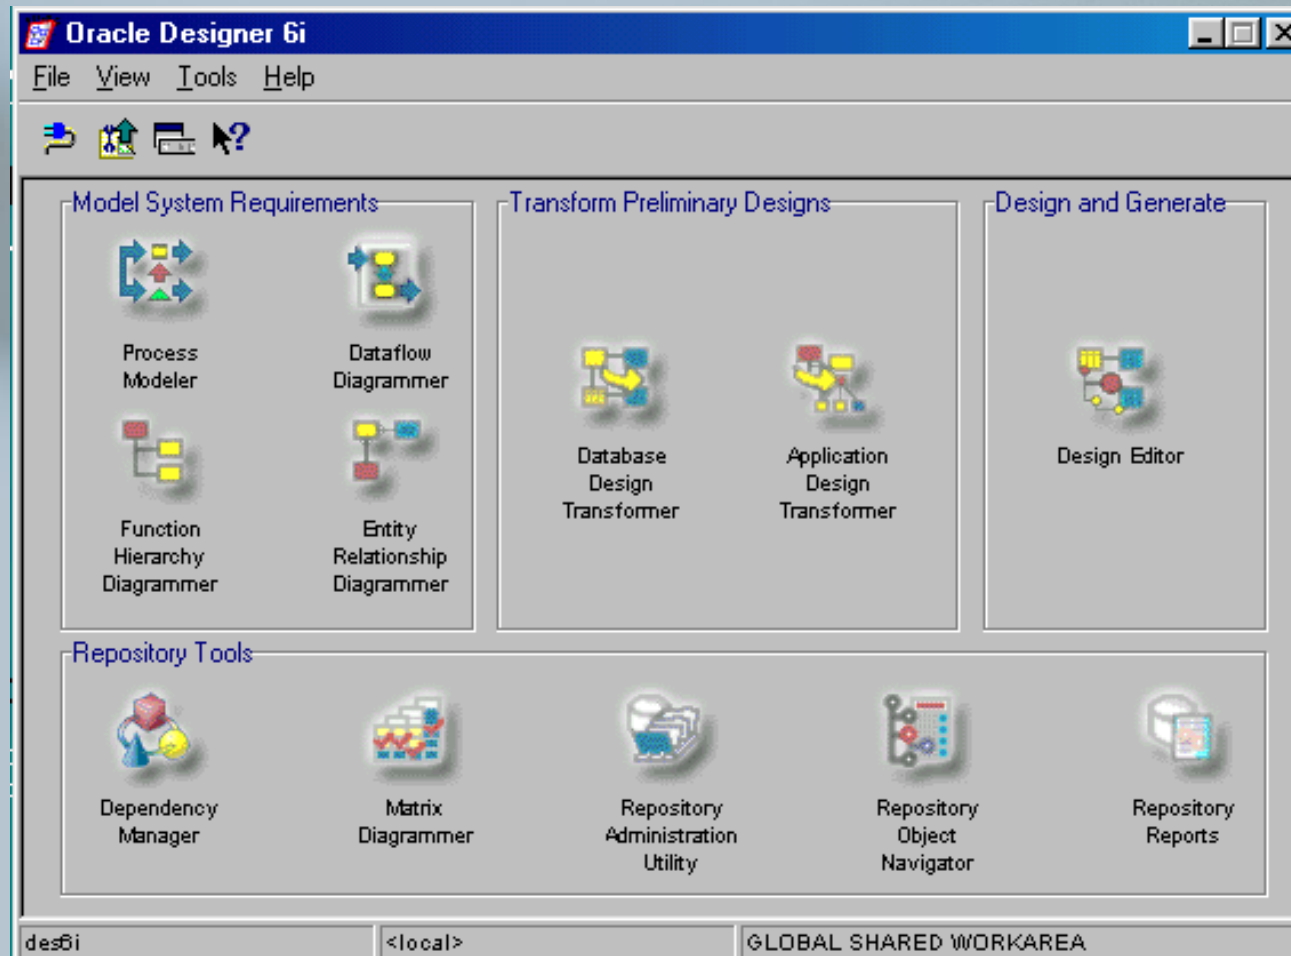 Oracle Designer 6i
File View Tools Help
Model System Requirements
Process
Modeler
Dataflow
Diagrammer
Function
Hierarchy
Diagrammer
Entity
Relationship
Diagrammer
Transform Preliminary Designs
Database
Design
Transformer
Application
Design
Transformer
Design and Generate
Design Editor
Repository Tools
Dependency
Manager
Matrix
Diagrammer
Repository
Administration
Utility
Repository
Object
Navigator
Repository
Reports
des6i
<local>
GLOBAL SHARED WORKAREA